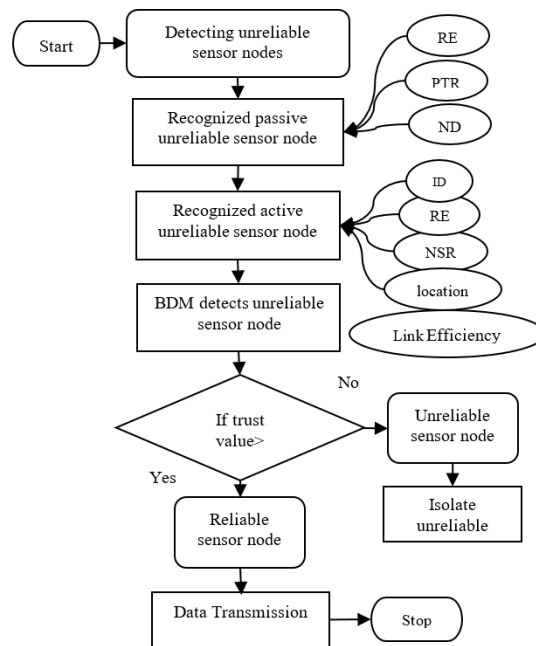 Start
Detecting unreliable
sensor nodes
RE
PTR
ND
Recognized passive
unreliable sensor node
ID
RE
NSR
location
Link Efficiency
Recognized active
unreliable sensor node
BDM detects unreliable
sensor node
If trust
value>
No
Unreliable
sensor node
Isolate
unreliable
Yes
Reliable
sensor node
Data Transmission
Stop